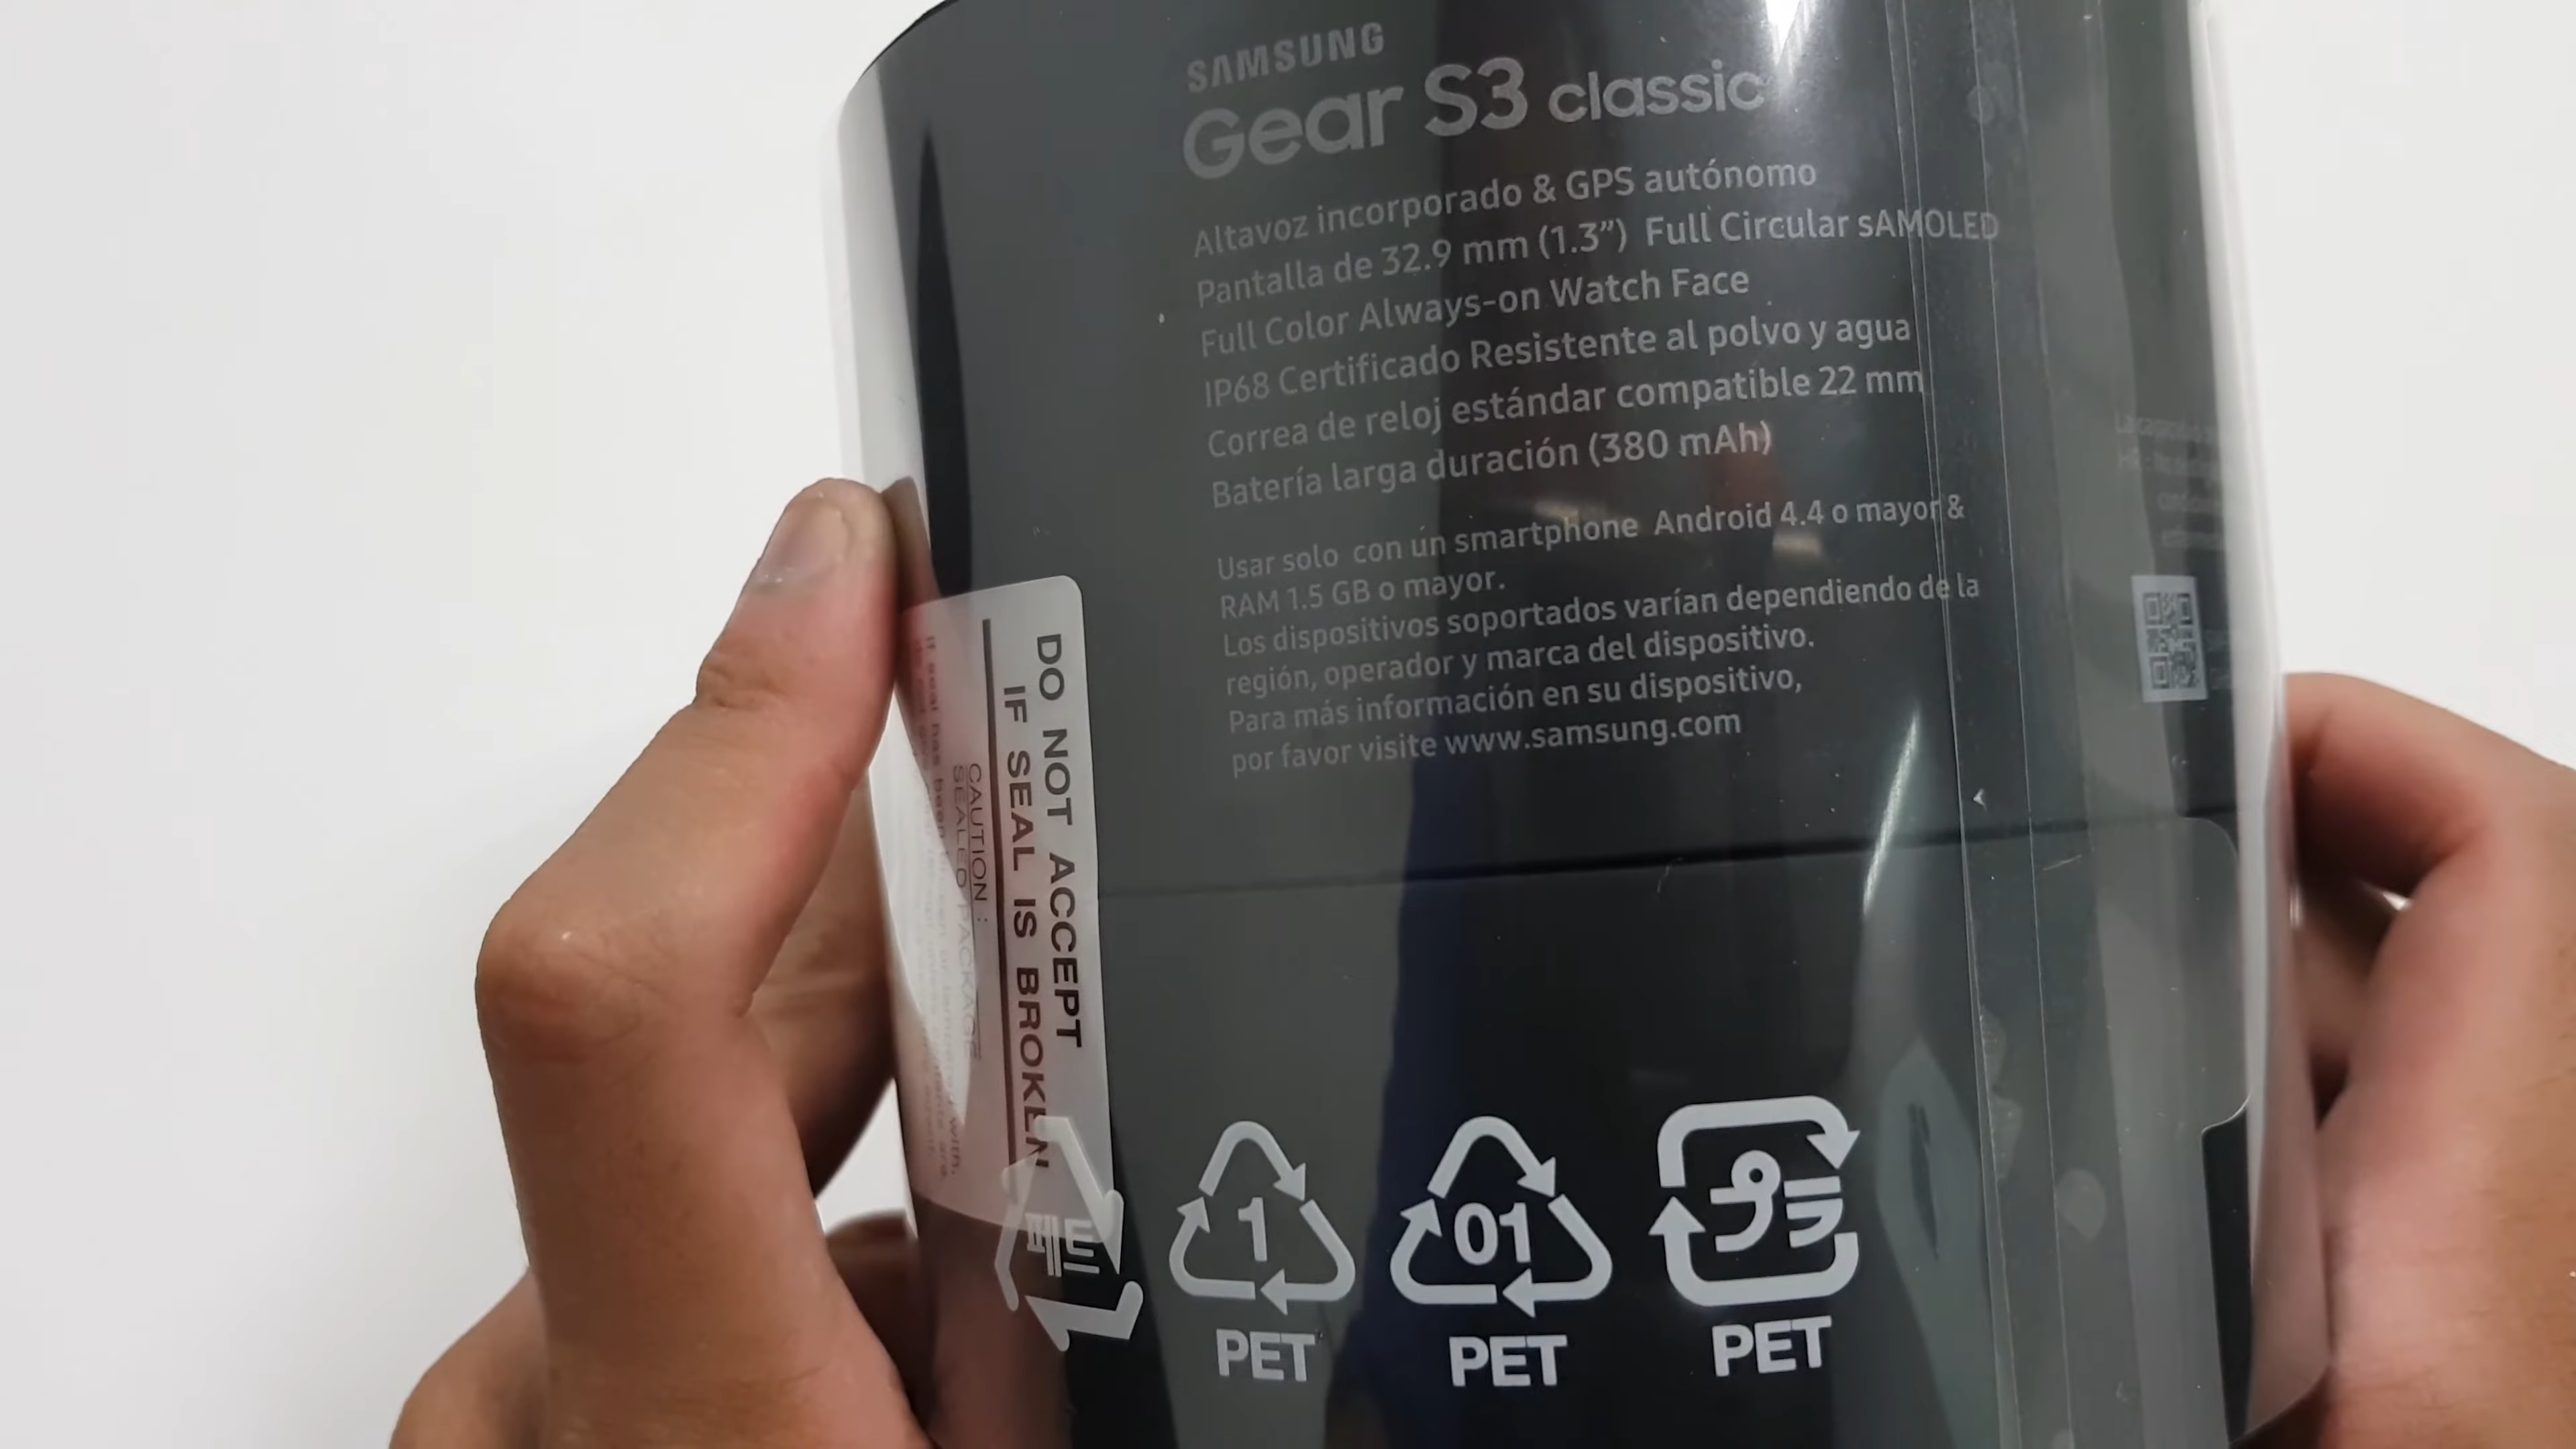 SAMSUNG
Gear S3 classic
Altavoz incorporado & GPS autónomo
Pantalla de 32.9 mm (1.3”) Full Circular sAMOLED
Full Color Always-on Watch Face
IP68 Certificado Resistente al polvo y agua
Correa de reloj estándar compatible 22 mm
Batería larga duración (380 mAh)
Usar solo con un smartphone Android 4.4 o mayor &
RAM 1.5 GB o mayor.
Los dispositivos soportados varían dependiendo de la
región, operador y marca del dispositivo.
Para más información en su dispositivo,
por favor visite www.samsung.com
DO NOT ACCEPT
IF SEAL IS BROKEN
CAUTION :
SEALED PACKAGE
If seal has been
페트
1
PET
01
PET
PET